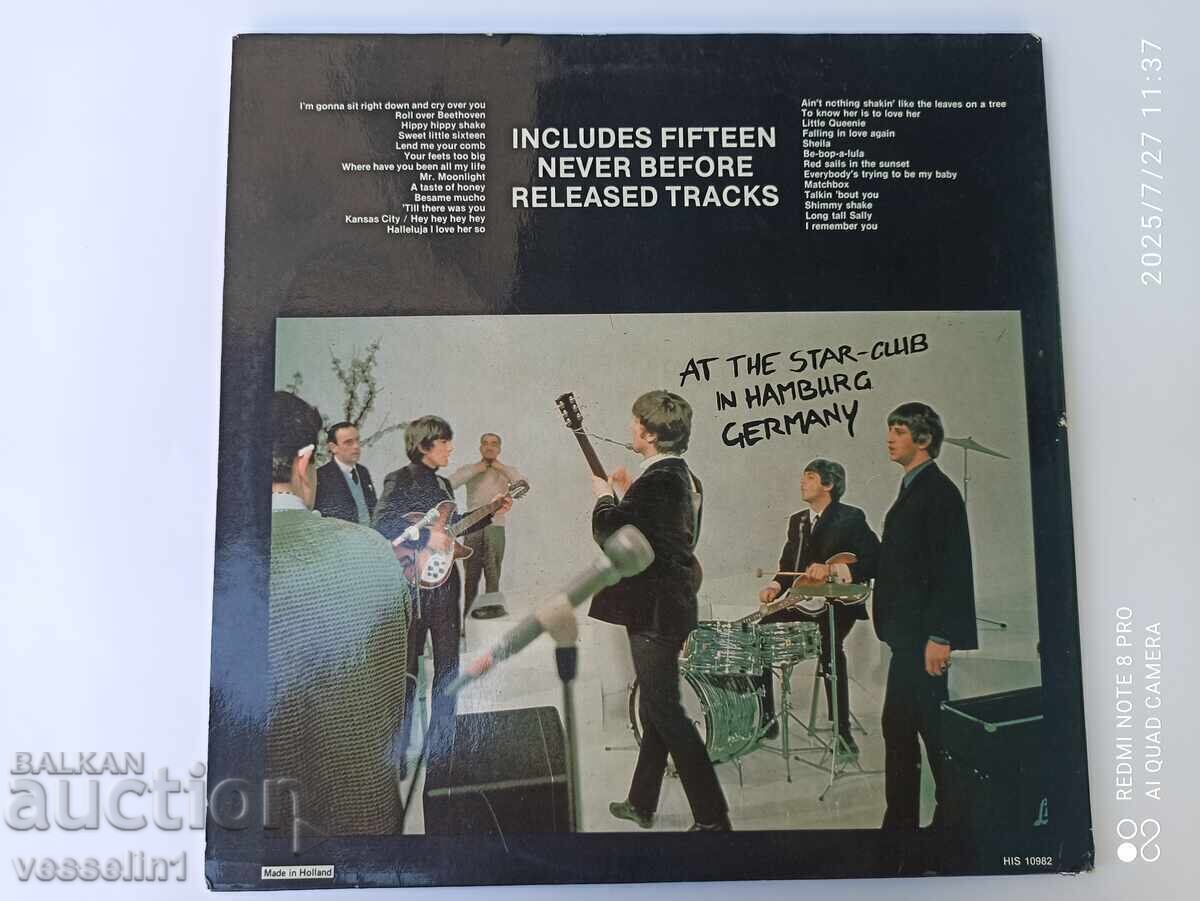 I'm gonna sit right down and cry over you
Roll over Beethoven
Hippy hippy shake
Sweet little sixteen
Lend me your comb
Your feets too big
Where have you been all my life
Mr. Moonlight
A taste of honey
Besame mucho
'Till there was you
Kansas City / Hey hey hey hey
Halleluja I love her so
INCLUDES FIFTEEN
NEVER BEFORE
RELEASED TRACKS
Ain't nothing shakin' like the leaves on a tree
To know her is to love her
Little Queenie
Falling in love again
Sheila
Be-bop-a-lula
Red sails in the sunset
Everybody's trying to be my baby
Matchbox
Talkin 'bout you
Shimmy shake
Long tall Sally
I remember you
AT THE STAR-CLUB
IN HAMBURG
GERMANY
Made in Holland
HIS 10982
BALKAN
auction
vesselin1
2025/7/27 11:37
REDMI NOTE 8 PRO
AI QUAD CAMERA